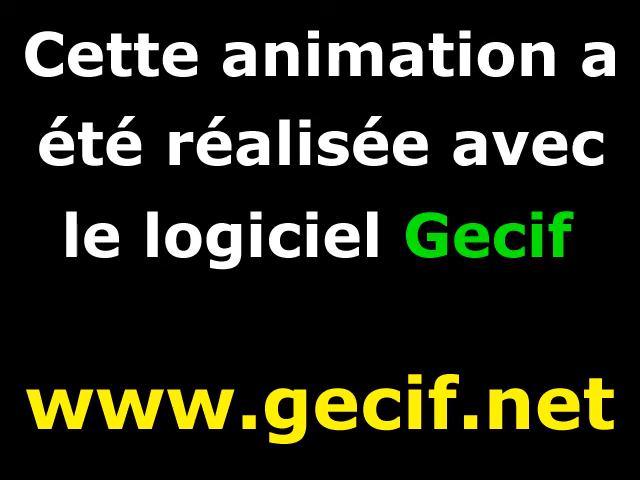 Cette animation a
été réalisée avec
le logiciel Gecif
www.gecif.net